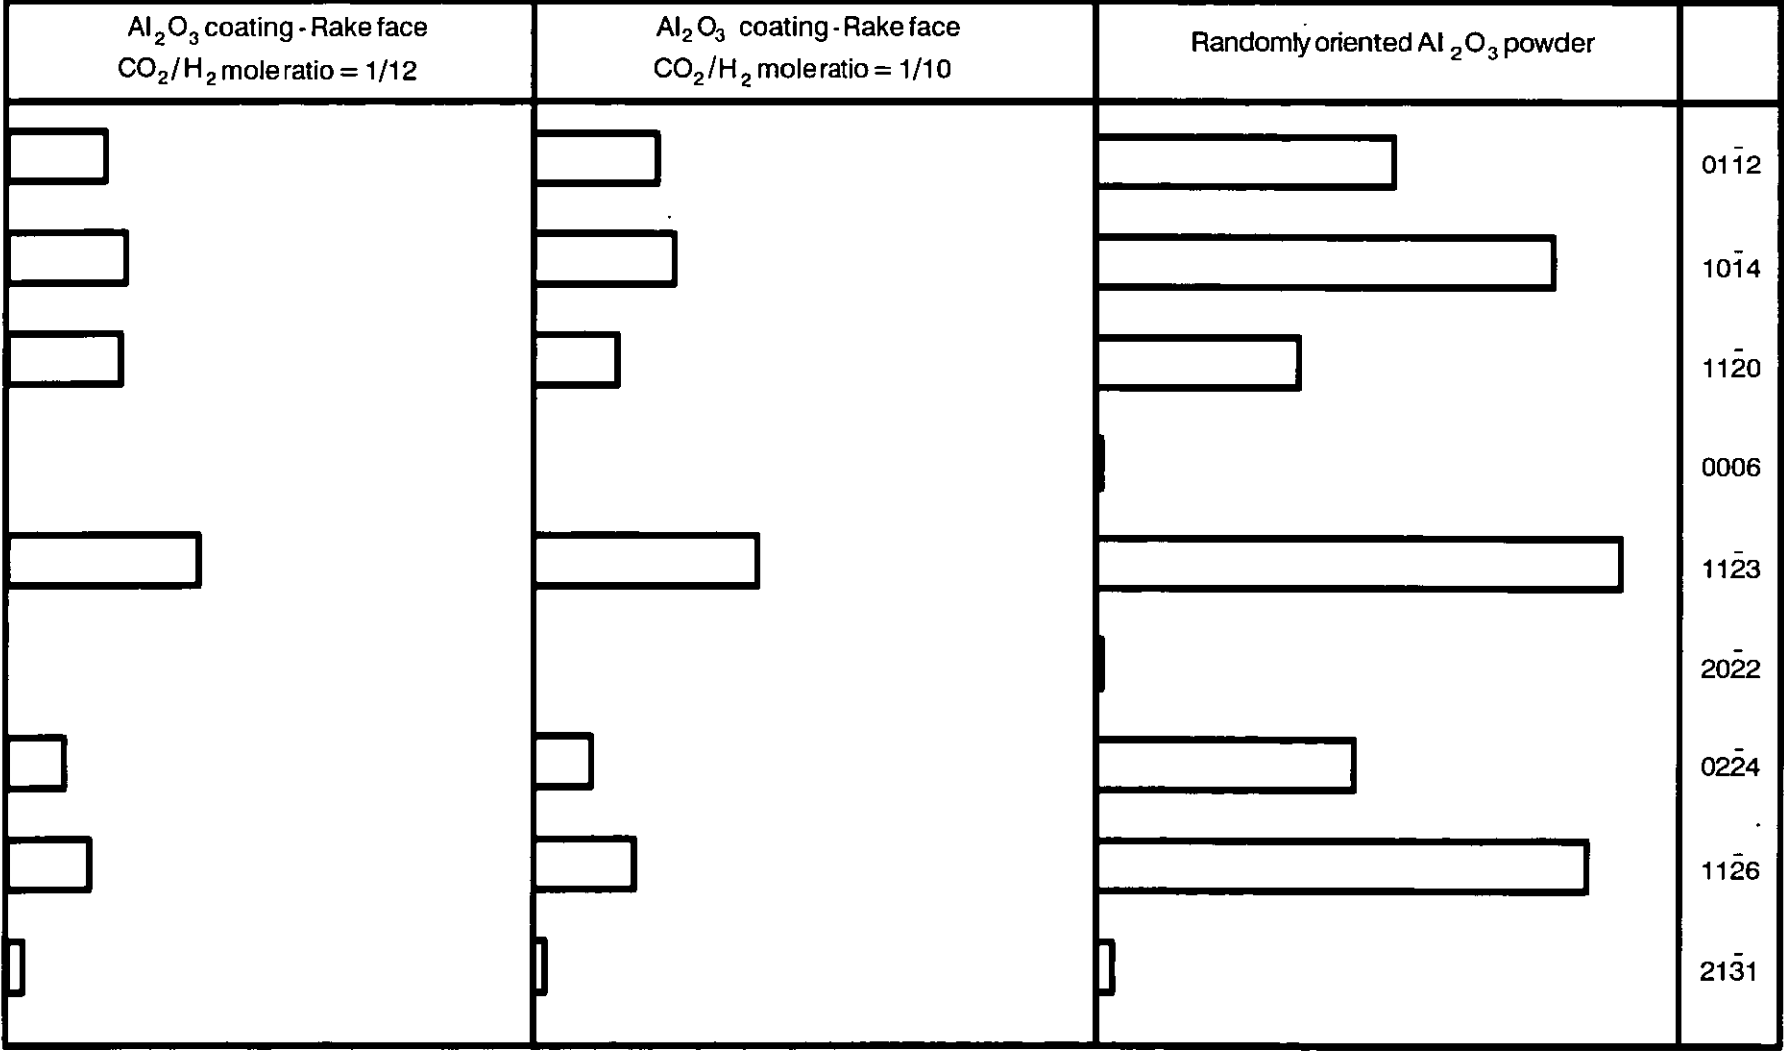 Al₂O₃ coating - Rake face
CO₂/H₂ mole ratio = 1/12
Al₂O₃ coating - Rake face
CO₂/H₂ mole ratio = 1/10
Randomly oriented Al₂O₃ powder
011̄2
101̄4
112̄0
0006
112̄3
202̄2
022̄4
112̄6
213̄1